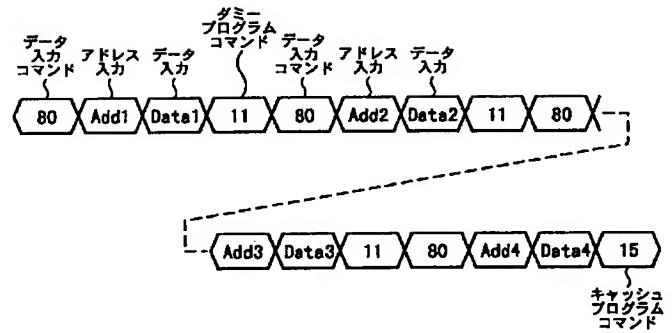 データ
入力
コマンド
アドレス
入力
データ
入力
ダミー
プログラム
コマンド
データ
入力
コマンド
アドレス
入力
データ
入力
80 Add1 Data1 11 80 Add2 Data2 11 80
Add3 Data3 11 80 Add4 Data4 15
キャッシュ
プログラム
コマンド